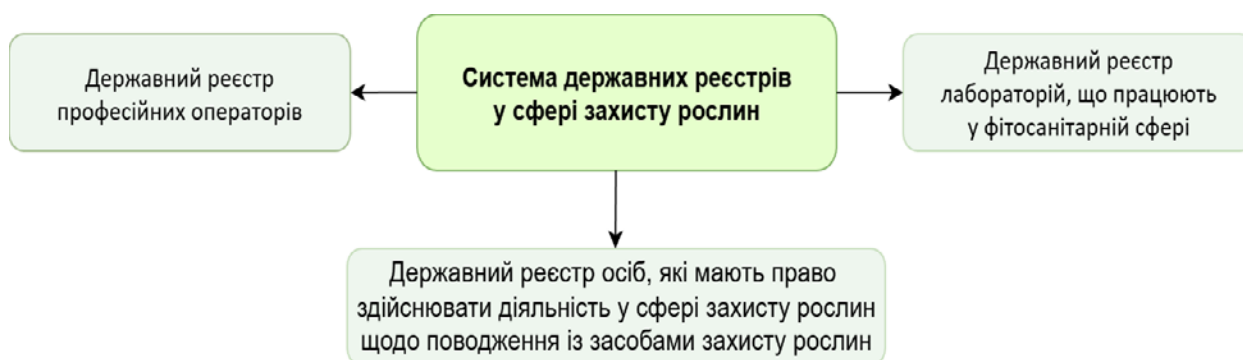 Державний реєстр
професійних операторів
Система державних реєстрів
у сфері захисту рослин
Державний реєстр
лабораторій, що працюють
у фітосанітарній сфері
Державний реєстр осіб, які мають право
здійснювати діяльність у сфері захисту рослин
щодо поводження із засобами захисту рослин